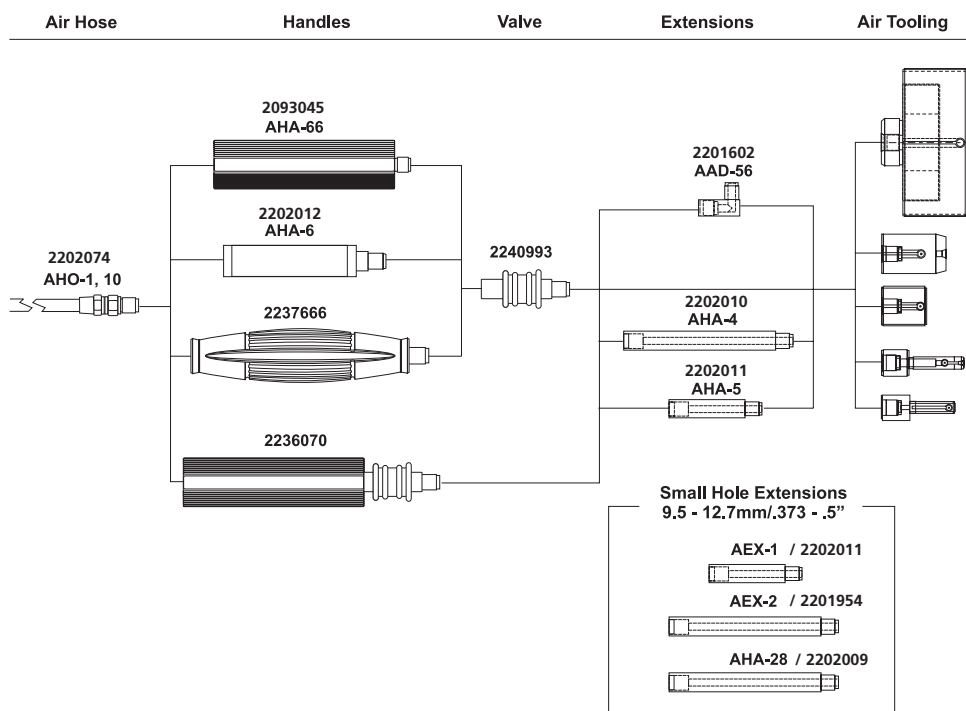 Air Hose
Handles
Valve
Extensions
Air Tooling
2093045
AHA-66
2201602
AAD-56
2202012
AHA-6
2202074
AHO-1, 10
2240993
2237666
2202010
AHA-4
2202011
AHA-5
2236070
Small Hole Extensions
9.5 - 12.7mm/.373 - .5”
AEX-1 / 2202011
AEX-2 / 2201954
AHA-28 / 2202009